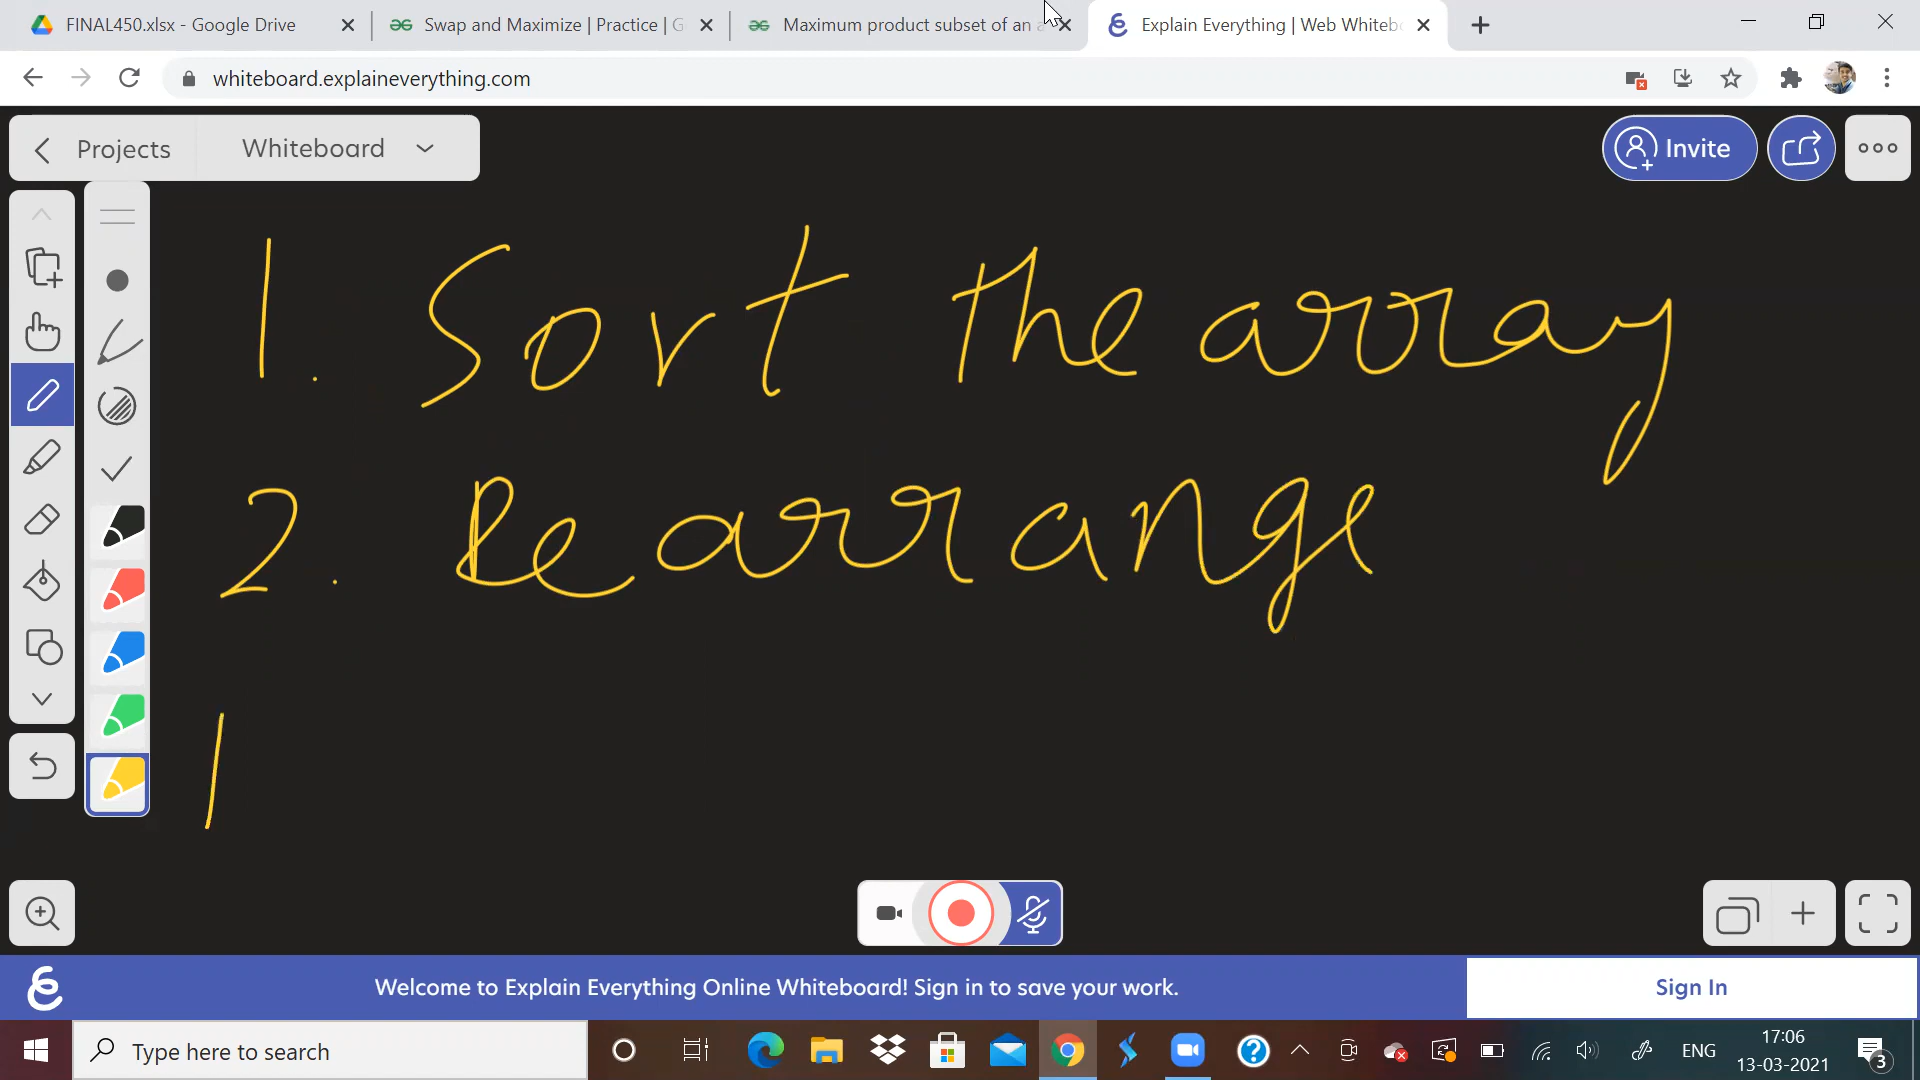 FINAL450.xlsx - Google Drive
Swap and Maximize | Practice | G
Maximum product subset of an a
Explain Everything | Web Whitebo
whiteboard.explaineverything.com
Projects
Whiteboard
Invite
1. Sort the array
2. Rearrange
Welcome to Explain Everything Online Whiteboard! Sign in to save your work.
Sign In
Type here to search
ENG
17:06
13-03-2021
3